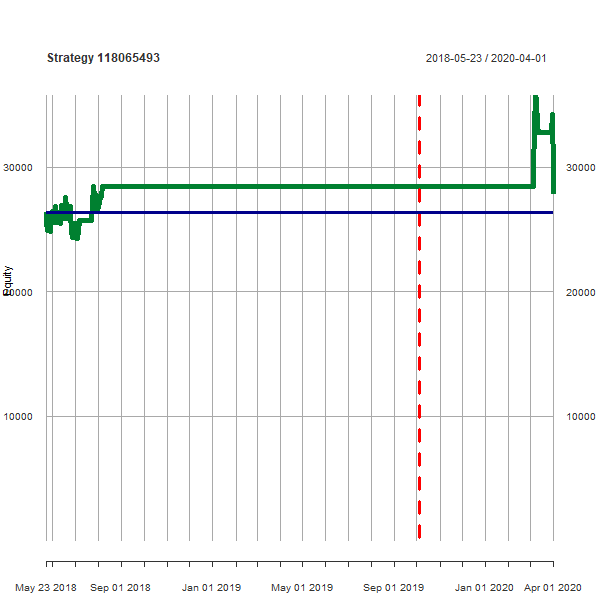 Strategy 118065493
2018-05-23 / 2020-04-01
30000
30000
Equity
20000
20000
10000
10000
May 23 2018
Sep 01 2018
Jan 01 2019
May 01 2019
Sep 01 2019
Jan 01 2020
Apr 01 2020